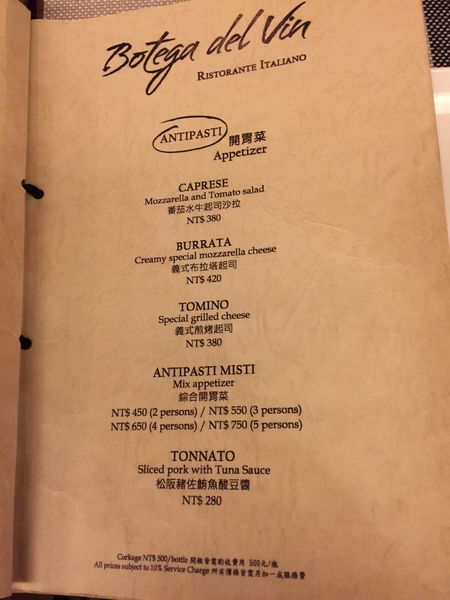 Botega del Vin
RISTORANTE ITALIANO
ANTIPASTI 開胃菜
Appetizer
CAPRESE
Mozzarella and Tomato salad
番茄水牛起司沙拉
NT$ 380
BURRATA
Creamy special mozzarella cheese
義式布拉塔起司
NT$ 420
TOMINO
Special grilled cheese
義式煎烤起司
NT$ 380
ANTIPASTI MISTI
Mix appetizer
綜合開胃菜
NT$ 450 (2 persons) / NT$ 550 (3 persons)
NT$ 650 (4 persons) / NT$ 750 (5 persons)
TONNATO
Sliced pork with Tuna Sauce
松阪豬佐鮪魚酸豆醬
NT$ 280
Corkage NT$ 500/bottle 開瓶皆需酌收費用 500元/瓶
All prices subject to 10% Service Charge 所有價格皆需另加一成服務費